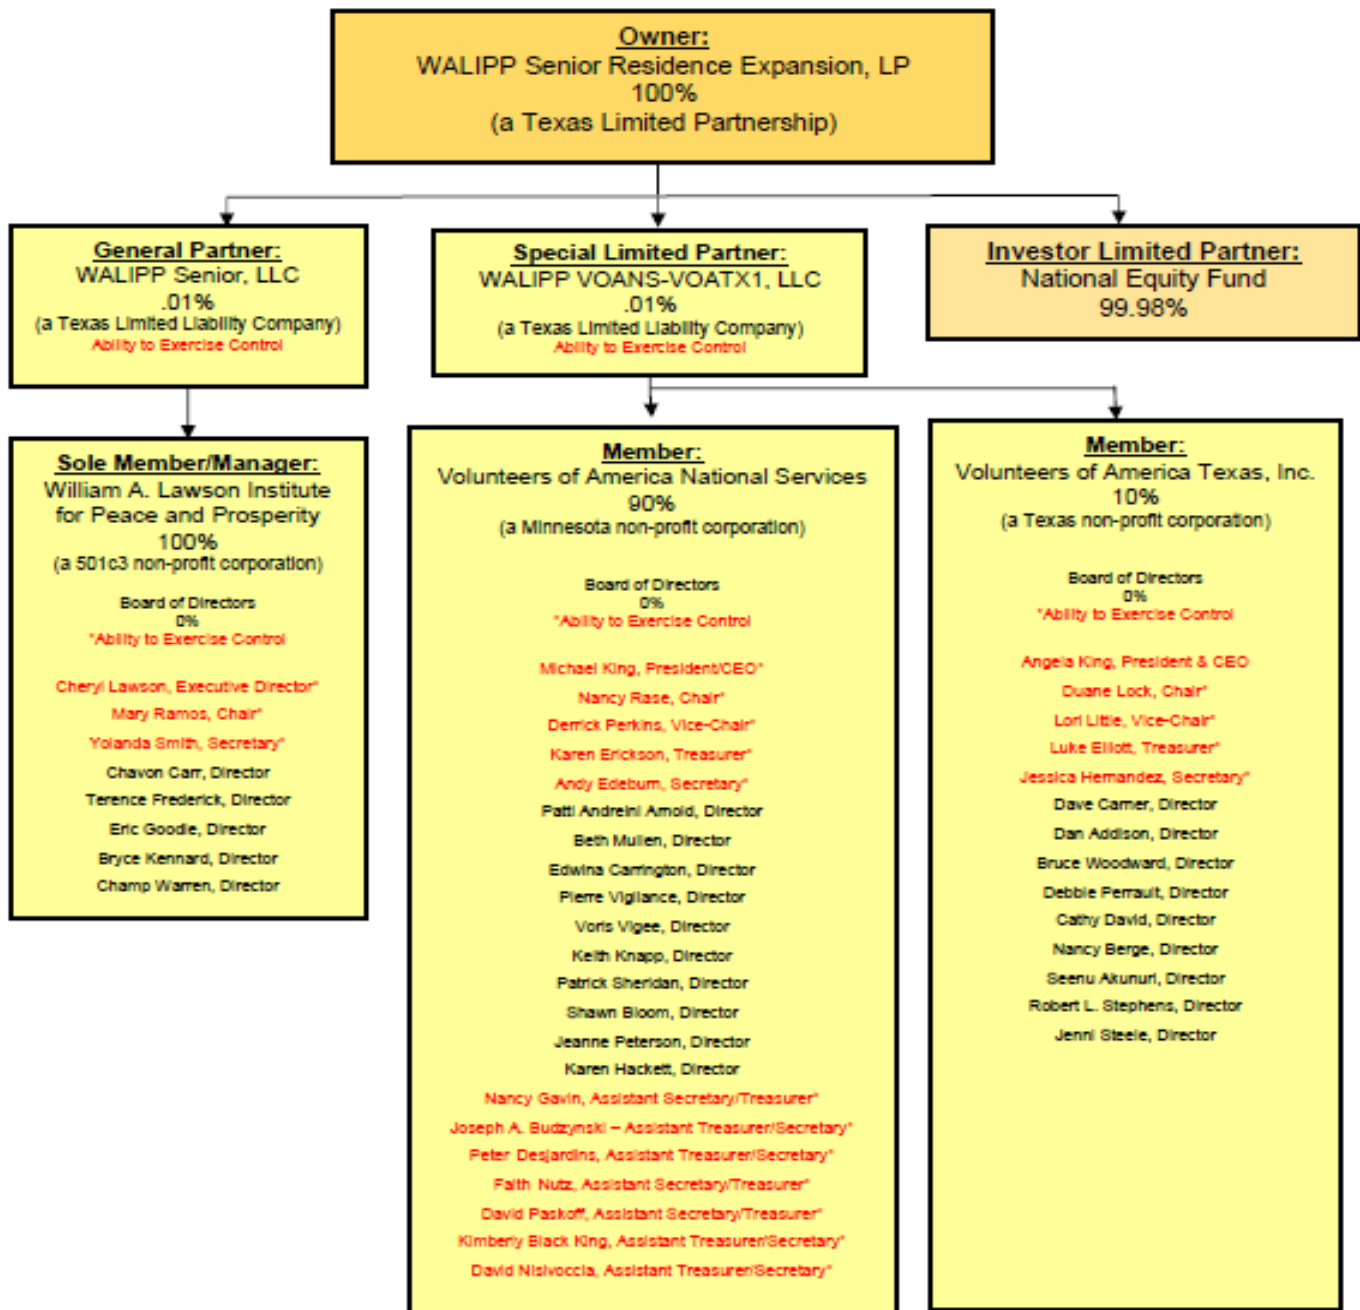 Owner:
WALIPP Senior Residence Expansion, LP
100%
(a Texas Limited Partnership)
General Partner:
WALIPP Senior, LLC
.01%
(a Texas Limited Liability Company)
Ability to Exercise Control
Special Limited Partner:
WALIPP VOANS-VOATX1, LLC
.01%
(a Texas Limited Liability Company)
Ability to Exercise Control
Investor Limited Partner:
National Equity Fund
99.98%
Sole Member/Manager:
William A. Lawson Institute
for Peace and Prosperity
100%
(a 501c3 non-profit corporation)
Board of Directors
0%
*Ability to Exercise Control
Cheryl Lawson, Executive Director*
Mary Ramos, Chair*
Yolanda Smith, Secretary*
Chavon Carr, Director
Terence Frederick, Director
Eric Goodie, Director
Bryce Kennard, Director
Champ Warren, Director
Member:
Volunteers of America National Services
90%
(a Minnesota non-profit corporation)
Board of Directors
0%
*Ability to Exercise Control
Michael King, President/CEO*
Nancy Rase, Chair*
Derrick Perkins, Vice-Chair*
Karen Erickson, Treasurer*
Andy Edeburn, Secretary*
Patti Andreini Arnold, Director
Beth Mullen, Director
Edwina Carrington, Director
Pierre Vigilance, Director
Voris Vigee, Director
Keith Knapp, Director
Patrick Sheridan, Director
Shawn Bloom, Director
Jeanne Peterson, Director
Karen Hackett, Director
Nancy Gavin, Assistant Secretary/Treasurer*
Joseph A. Budzynski – Assistant Treasurer/Secretary*
Peter Desjardins, Assistant Treasurer/Secretary*
Faith Nutz, Assistant Secretary/Treasurer*
David Paskoff, Assistant Secretary/Treasurer*
Kimberly Black King, Assistant Treasurer/Secretary*
David Nisivoccia, Assistant Treasurer/Secretary*
Member:
Volunteers of America Texas, Inc.
10%
(a Texas non-profit corporation)
Board of Directors
0%
*Ability to Exercise Control
Angela King, President & CEO
Duane Lock, Chair*
Lori Little, Vice-Chair*
Luke Elliott, Treasurer*
Jessica Hernandez, Secretary*
Dave Carner, Director
Dan Addison, Director
Bruce Woodward, Director
Debbie Perrault, Director
Cathy David, Director
Nancy Berge, Director
Seenu Akunuri, Director
Robert L. Stephens, Director
Jenni Steele, Director